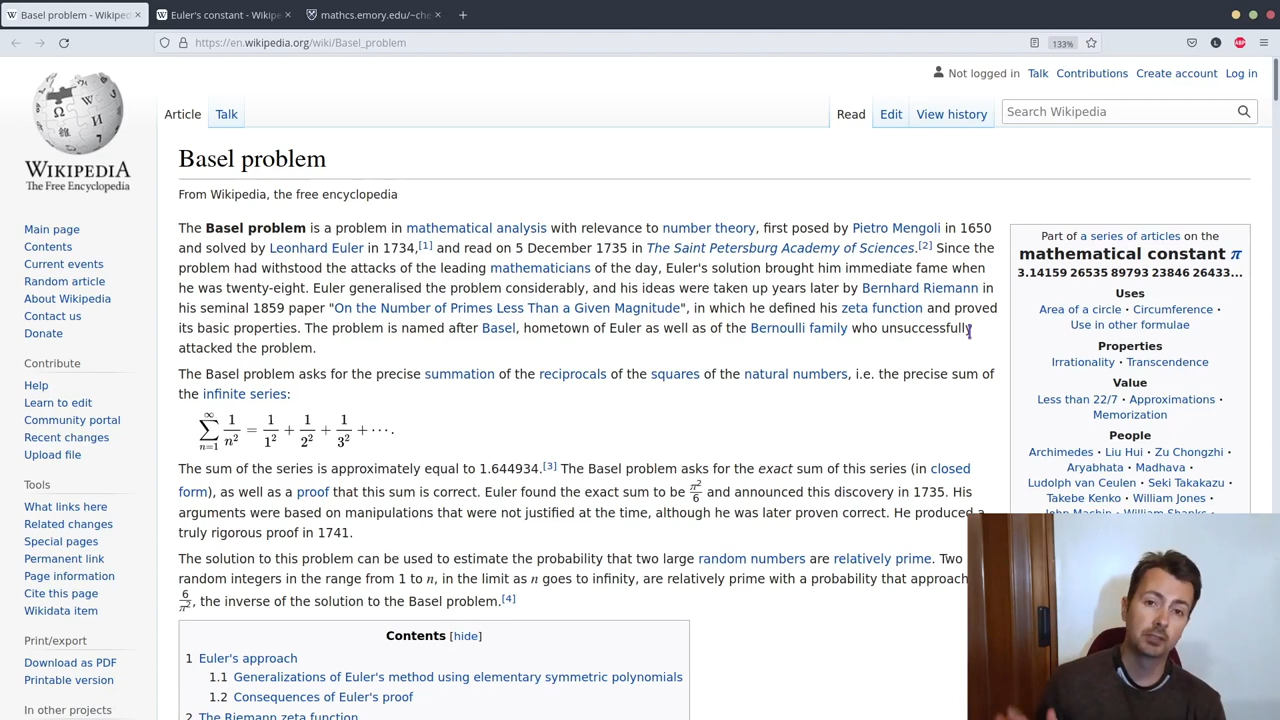 Basel problem - Wikiped
Euler's constant - Wikipe
mathcs.emory.edu/~che
https://en.wikipedia.org/wiki/Basel_problem
133%
Not logged in Talk Contributions Create account Log in
Article Talk Read Edit View history Search Wikipedia
WIKIPEDIA
The Free Encyclopedia
Main page
Contents
Current events
Random article
About Wikipedia
Contact us
Donate
Contribute
Help
Learn to edit
Community portal
Recent changes
Upload file
Tools
What links here
Related changes
Special pages
Permanent link
Page information
Cite this page
Wikidata item
Print/export
Download as PDF
Printable version
In other projects
Basel problem
From Wikipedia, the free encyclopedia
The Basel problem is a problem in mathematical analysis with relevance to number theory, first posed by Pietro Mengoli in 1650
and solved by Leonhard Euler in 1734,[1] and read on 5 December 1735 in The Saint Petersburg Academy of Sciences.[2] Since the
problem had withstood the attacks of the leading mathematicians of the day, Euler's solution brought him immediate fame when
he was twenty-eight. Euler generalised the problem considerably, and his ideas were taken up years later by Bernhard Riemann in
his seminal 1859 paper "On the Number of Primes Less Than a Given Magnitude", in which he defined his zeta function and proved
its basic properties. The problem is named after Basel, hometown of Euler as well as of the Bernoulli family who unsuccessfully
attacked the problem.
The Basel problem asks for the precise summation of the reciprocals of the squares of the natural numbers, i.e. the precise sum of
the infinite series:
∑_{n=1}^{∞} 1/n² = 1/1² + 1/2² + 1/3² + ⋯.
The sum of the series is approximately equal to 1.644934.[3] The Basel problem asks for the exact sum of this series (in closed
form), as well as a proof that this sum is correct. Euler found the exact sum to be π²/6 and announced this discovery in 1735. His
arguments were based on manipulations that were not justified at the time, although he was later proven correct. He produced a
truly rigorous proof in 1741.
The solution to this problem can be used to estimate the probability that two large random numbers are relatively prime. Two
random integers in the range from 1 to n, in the limit as n goes to infinity, are relatively prime with a probability that approach
6/π², the inverse of the solution to the Basel problem.[4]
Contents [hide]
1 Euler's approach
1.1 Generalizations of Euler's method using elementary symmetric polynomials
1.2 Consequences of Euler's proof
2 The Riemann zeta function
Part of a series of articles on the
mathematical constant π
3.14159 26535 89793 23846 26433...
Uses
Area of a circle · Circumference ·
Use in other formulae
Properties
Irrationality · Transcendence
Value
Less than 22/7 · Approximations ·
Memorization
People
Archimedes · Liu Hui · Zu Chongzhi ·
Aryabhata · Madhava ·
Ludolph van Ceulen · Seki Takakazu ·
Takebe Kenko · William Jones ·
John Machin · William Shanks ·